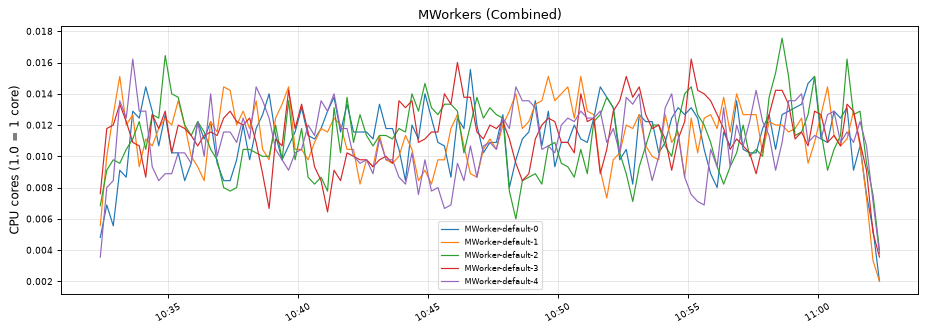 MWorkers (Combined)
CPU cores (1.0 = 1 core)
0.018
0.016
0.014
0.012
0.010
0.008
0.006
0.004
0.002
MWorker-default-0
MWorker-default-1
MWorker-default-2
MWorker-default-3
MWorker-default-4
10:35
10:40
10:45
10:50
10:55
11:00